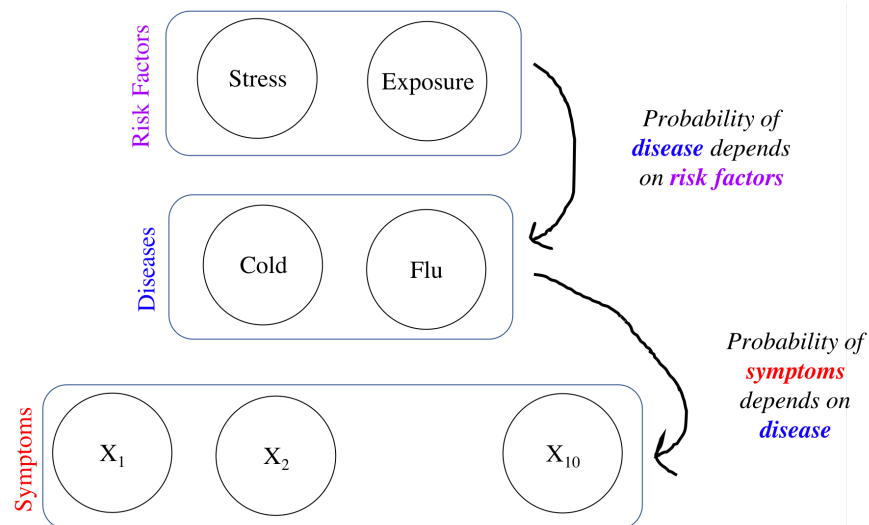 Risk Factors
Stress
Exposure
Probability of
disease depends
on risk factors
Diseases
Cold
Flu
Probability of
symptoms
depends on
disease
Symptoms
X₁
X₂
X₁₀